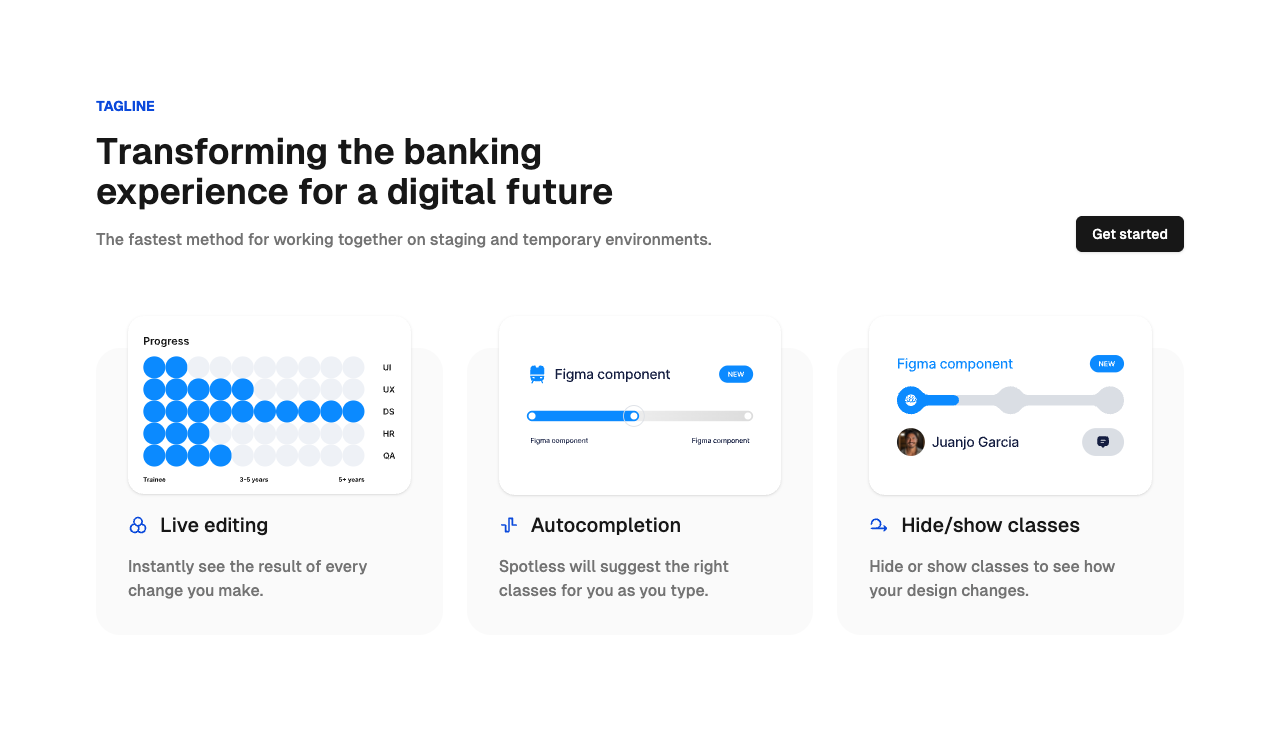 TAGLINE
Transforming the banking
experience for a digital future
The fastest method for working together on staging and temporary environments.
Get started
Progress
UI
UX
DS
HR
QA
Trainee
3-5 years
5+ years
Live editing
Instantly see the result of every
change you make.
Figma component
NEW
Figma component
Figma component
Autocompletion
Spotless will suggest the right
classes for you as you type.
Figma component
NEW
Juanjo Garcia
Hide/show classes
Hide or show classes to see how
your design changes.